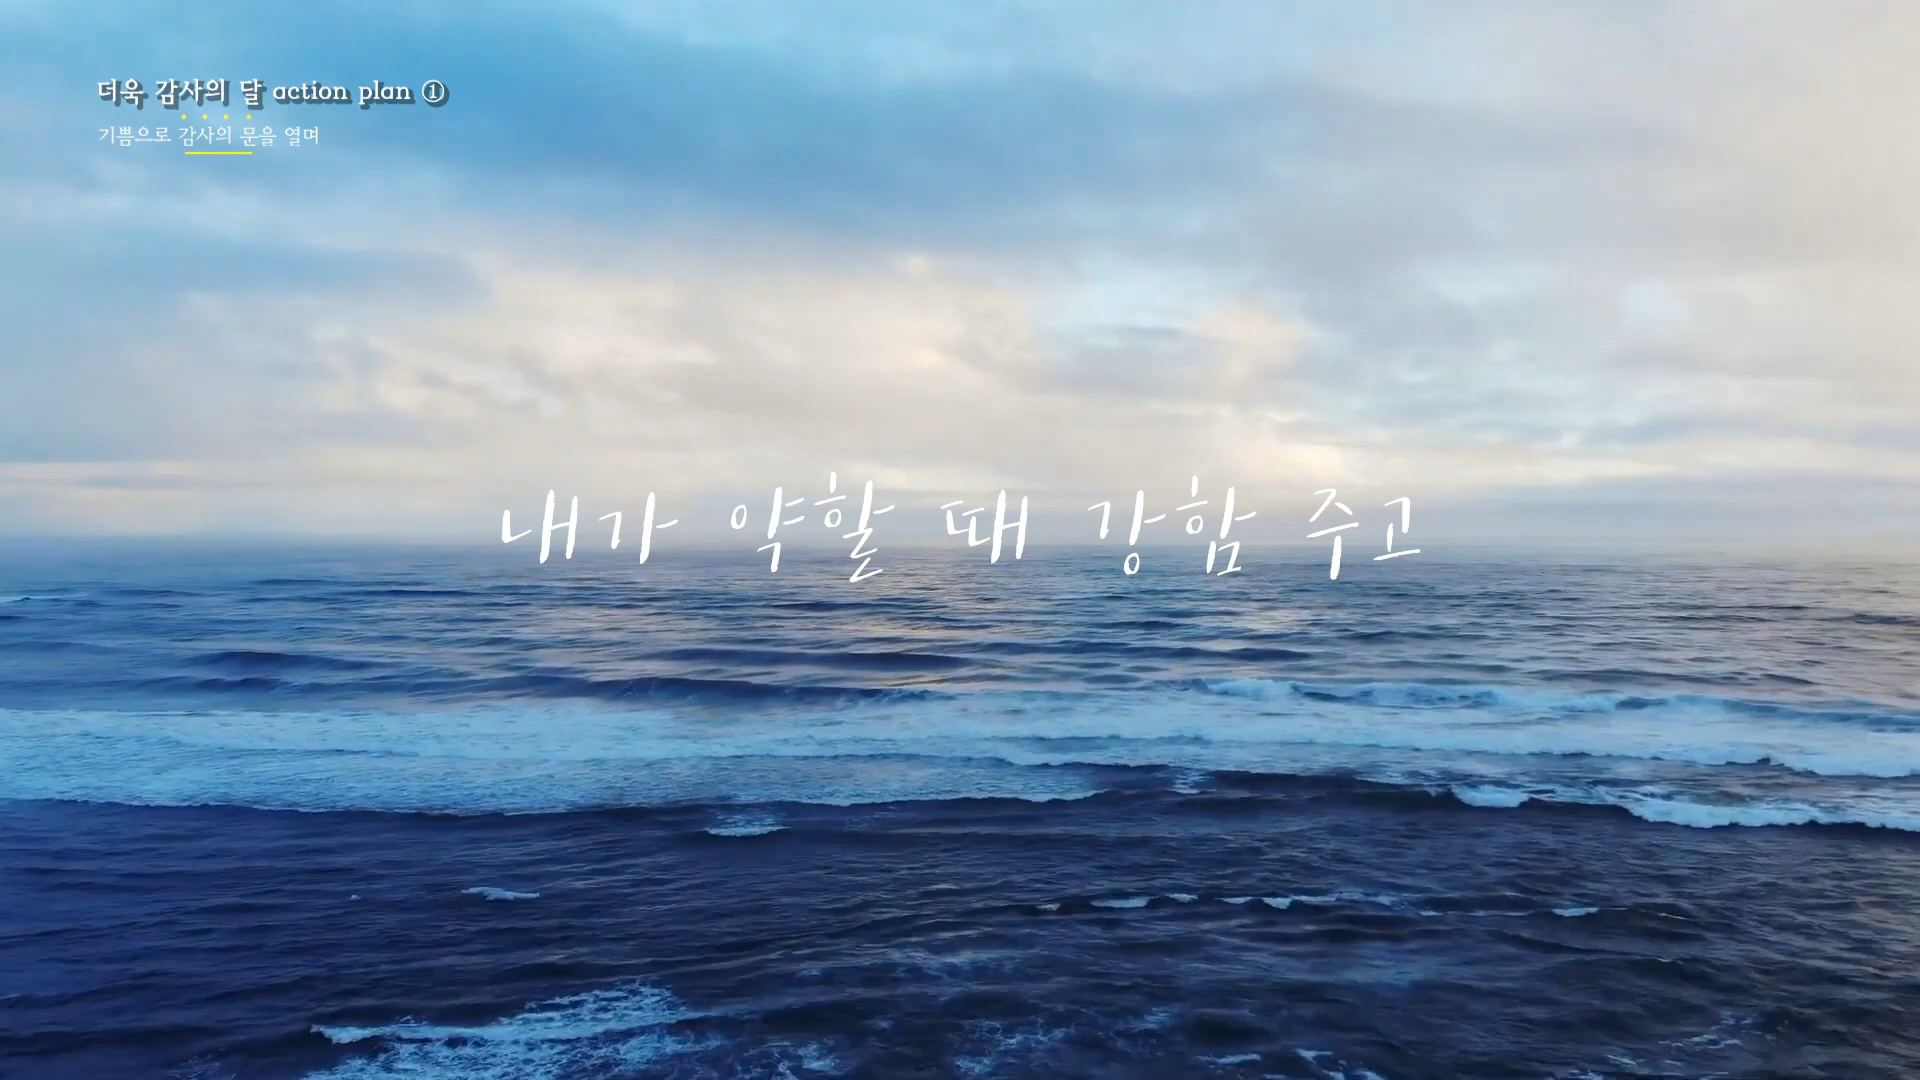 더욱 감사의 달 action plan ①
기쁨으로 감사의 문을 열며
내가 약할 때 강함 주고